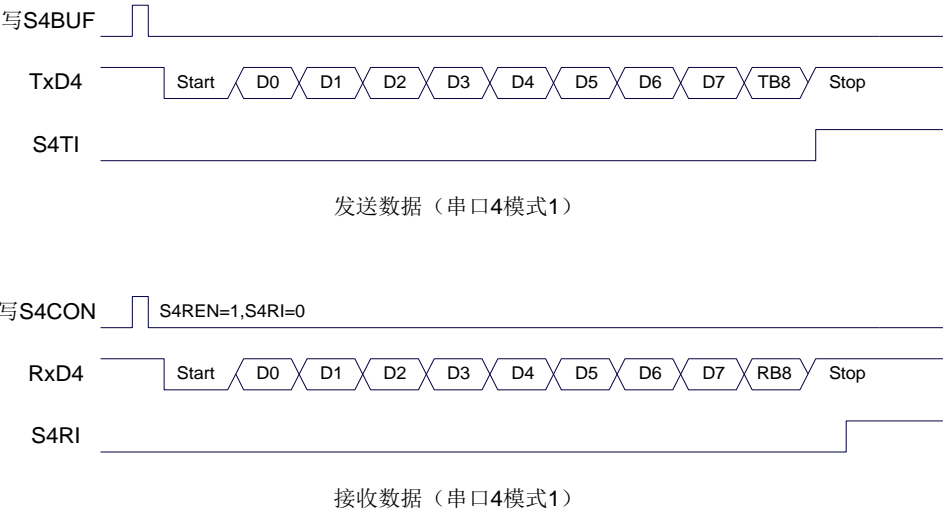 写S4BUF
TxD4 Start D0 D1 D2 D3 D4 D5 D6 D7 TB8 Stop
S4TI
发送数据（串口4模式1）
写S4CON S4REN=1,S4RI=0
RxD4 Start D0 D1 D2 D3 D4 D5 D6 D7 RB8 Stop
S4RI
接收数据（串口4模式1）